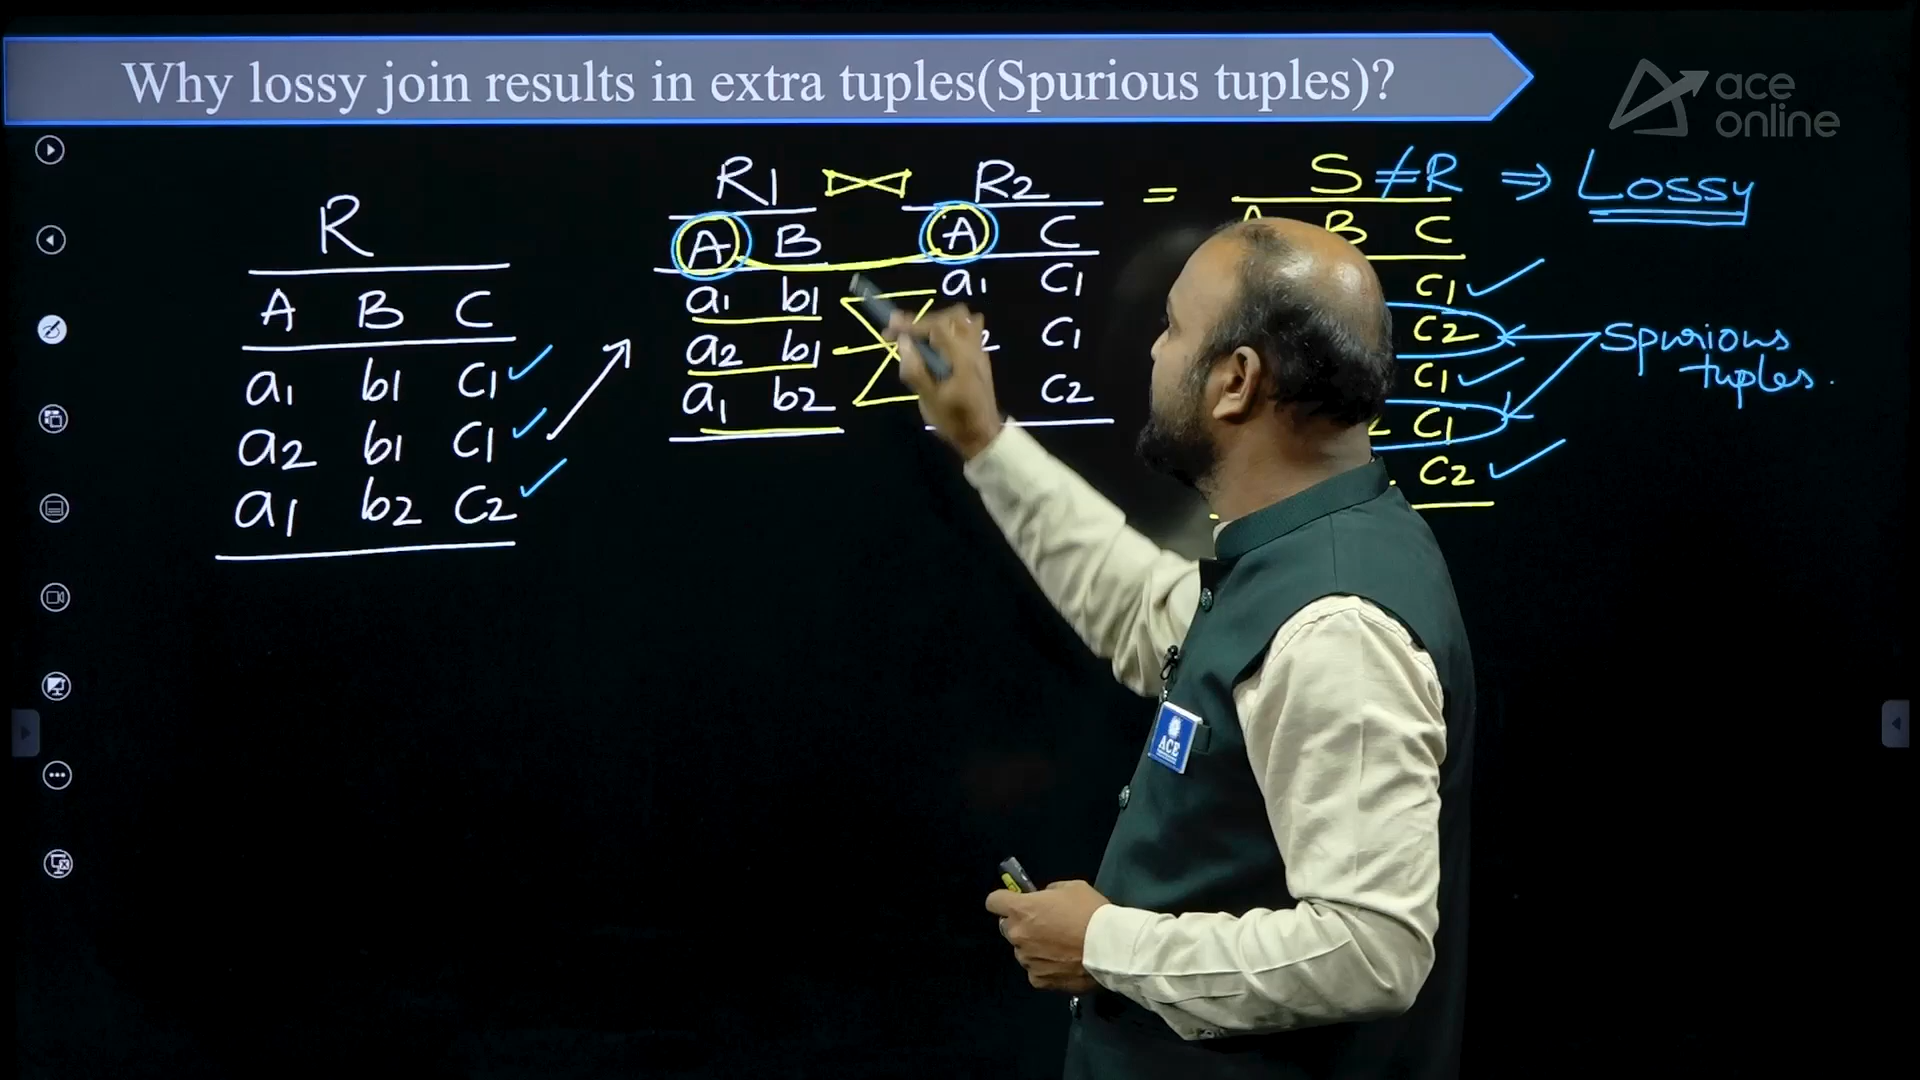 Why lossy join results in extra tuples(Spurious tuples)?
ace
online
R
A B C
a1 b1 c1
a2 b1 c1
a1 b2 c2
R1 ⋈ R2 = S ≠ R ⇒ Lossy
A B
a1 b1
a2 b1
a1 b2
A C
a1 c1
2 c1
c2
B C
c1
c2
c1
c1
c2
Spurious
tuples.
ACE